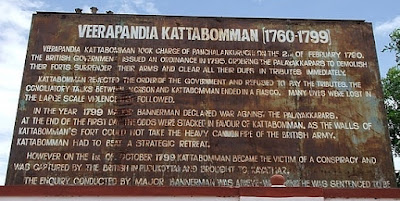 VEERAPANDIA KATTABOMMAN (1760-1799)
VEERAPANDIA KATTABOMMAN TOOK CHARGE OF PANCHALANKURICHI ON THE 2nd OF FEBRUARY 1790.
THE BRITISH GOVERNMENT ISSUED AN ORDINANCE IN 1795, ORDERING THE PALAYAKKARARS TO DEMOLISH
THEIR FORTS SURRENDER THEIR ARMS AND CLEAR ALL THEIR DUES IN TRIBUTES IMMEDIATELY.
KATTABOMMAN REJECTED THE ORDER OF THE GOVERNMENT AND REFUSED TO PAY THE TRIBUTES. THE
CONCILIATORY TALKS BETWEEN JACKSON AND KATTABOMMAN ENDED IN A FIASCO. MANY LIVES WERE LOST IN
THE LARGE SCALE VIOLENCE FOLLOWED.
IN THE YEAR 1799 MAJOR BANNERMAN DECLARED WAR AGAINST THE PALAYAKKARARS.
AT THE END OF THE FIRST DAY THE ODDS WERE STACKED IN FAVOUR OF KATTABOMMAN. AS THE WALLS OF
KATTABOMMAN'S FORT COULD NOT TAKE THE HEAVY CANNON FIRE OF THE BRITISH ARMY,
KATTABOMMAN HAD TO BEAT A STRATEGIC RETREAT.
HOWEVER ON THE 1st OF OCTOBER 1799 KATTABOMMAN BECAME THE VICTIM OF A CONSPIRACY AND
WAS CAPTURED BY THE BRITISH IN PUDUKOTTAI AND BROUGHT TO KAYATHAR.
THE ENQUIRY CONDUCTED BY MAJOR BANNERMAN WAS HE WAS SENTENCED TO BE